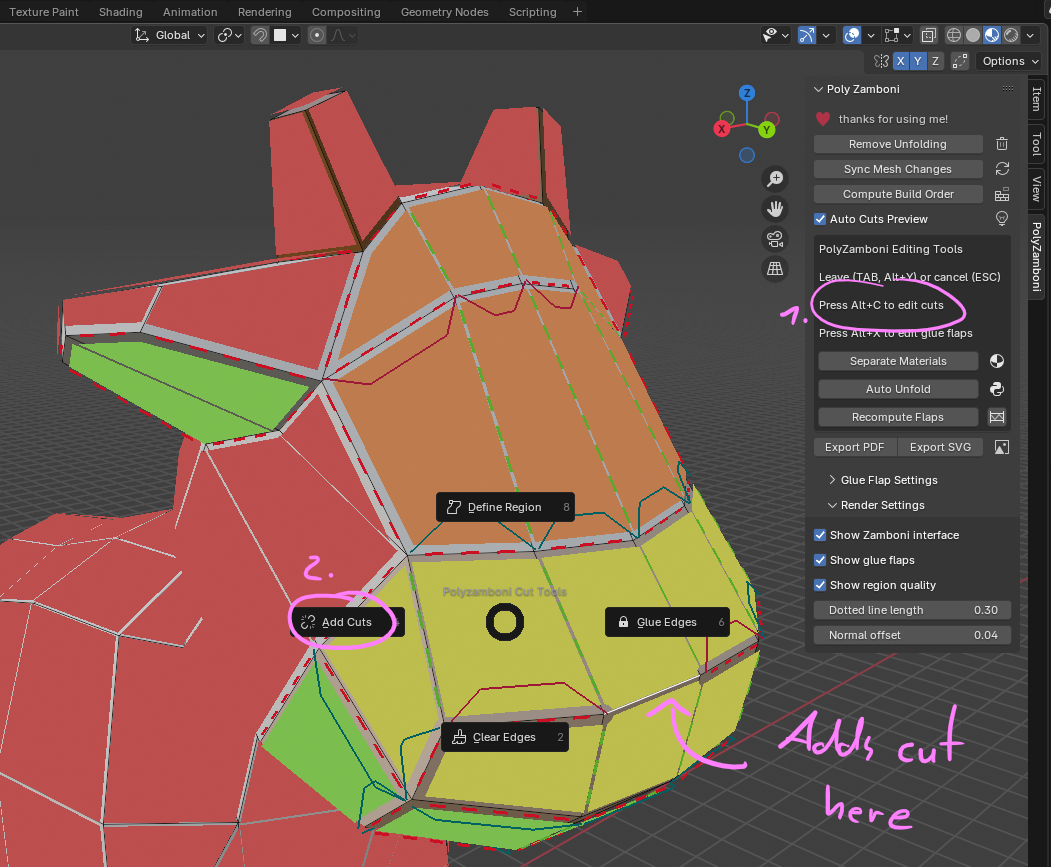 Texture Paint Shading Animation Rendering Compositing Geometry Nodes Scripting +
Global
X Y Z Options
Z
X
Y
Poly Zamboni
thanks for using me!
Remove Unfolding
Sync Mesh Changes
Compute Build Order
Auto Cuts Preview
PolyZamboni Editing Tools
Leave (TAB, Alt+Y) or cancel (ESC)
1. Press Alt+C to edit cuts
Press Alt+X to edit glue flaps
Separate Materials
Auto Unfold
Recompute Flaps
Export PDF Export SVG
Glue Flap Settings
Render Settings
Show Zamboni interface
Show glue flaps
Show region quality
Dotted line length 0.30
Normal offset 0.04
Item
Tool
View
PolyZamboni
Define Region 8
Polyzamboni Cut Tools
2.
Add Cuts
Glue Edges 6
Clear Edges 2
Adds cut
here